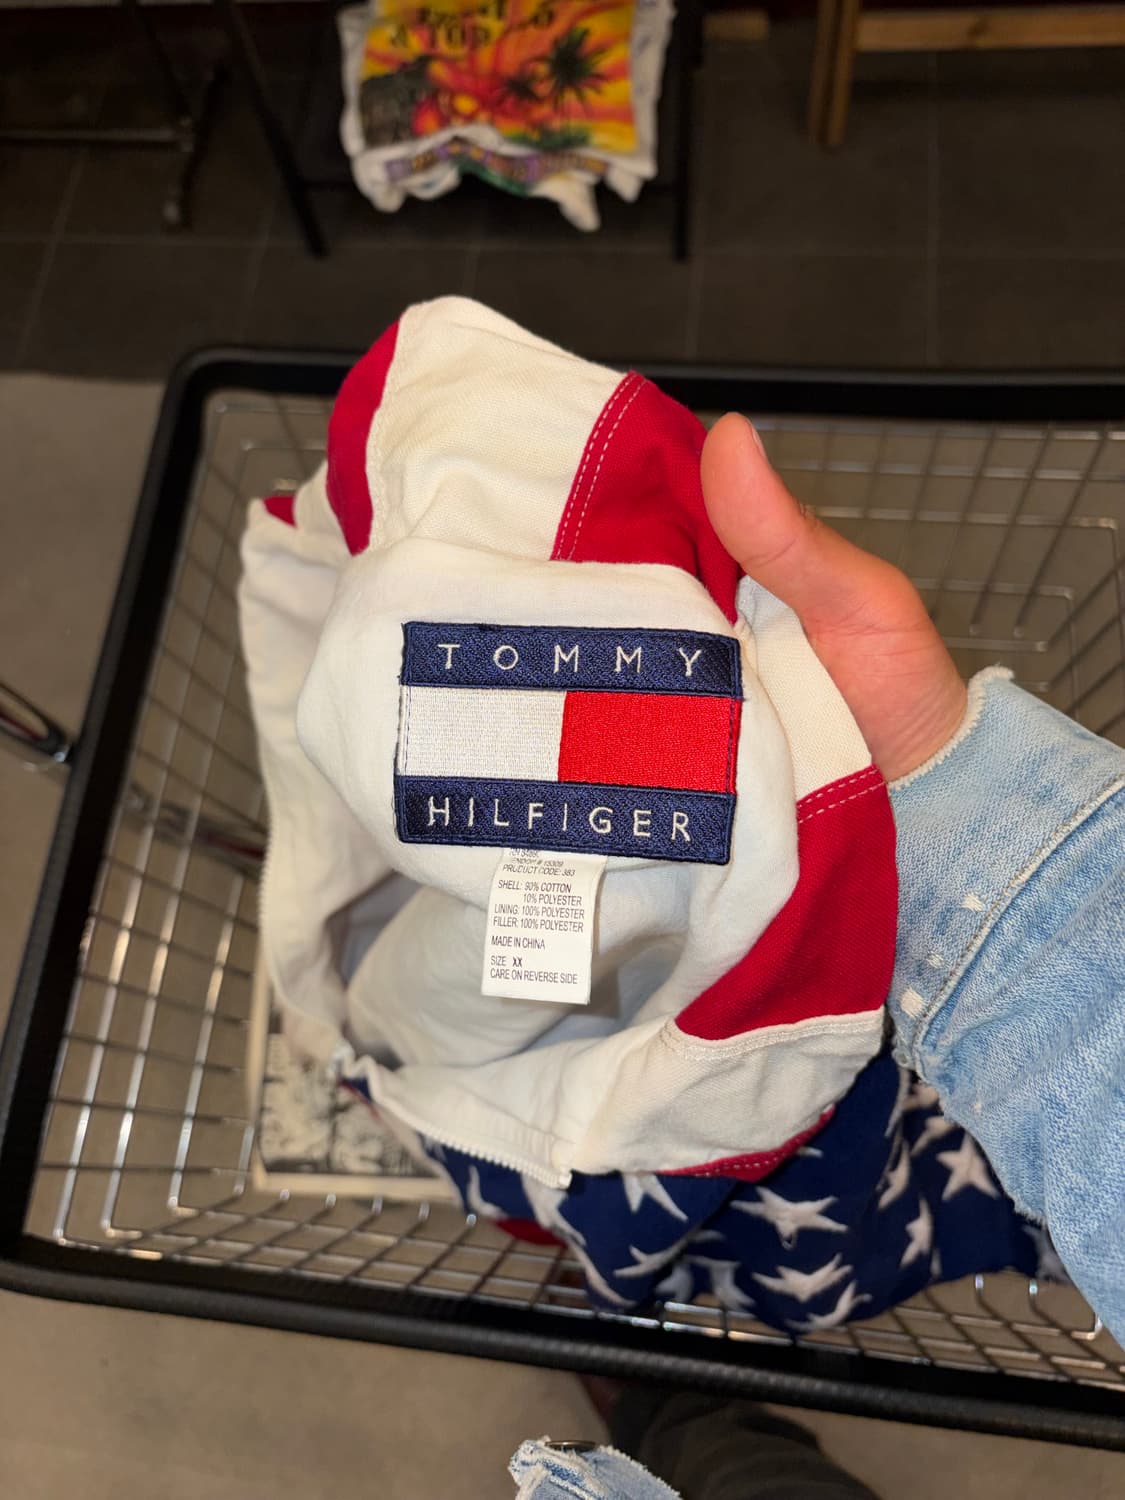 TOMMY
HILFIGER
PRODUCT CODE: 383
SHELL: 90% COTTON
10% POLYESTER
LINING: 100% POLYESTER
FILLER: 100% POLYESTER
MADE IN CHINA
SIZE XX
CARE ON REVERSE SIDE